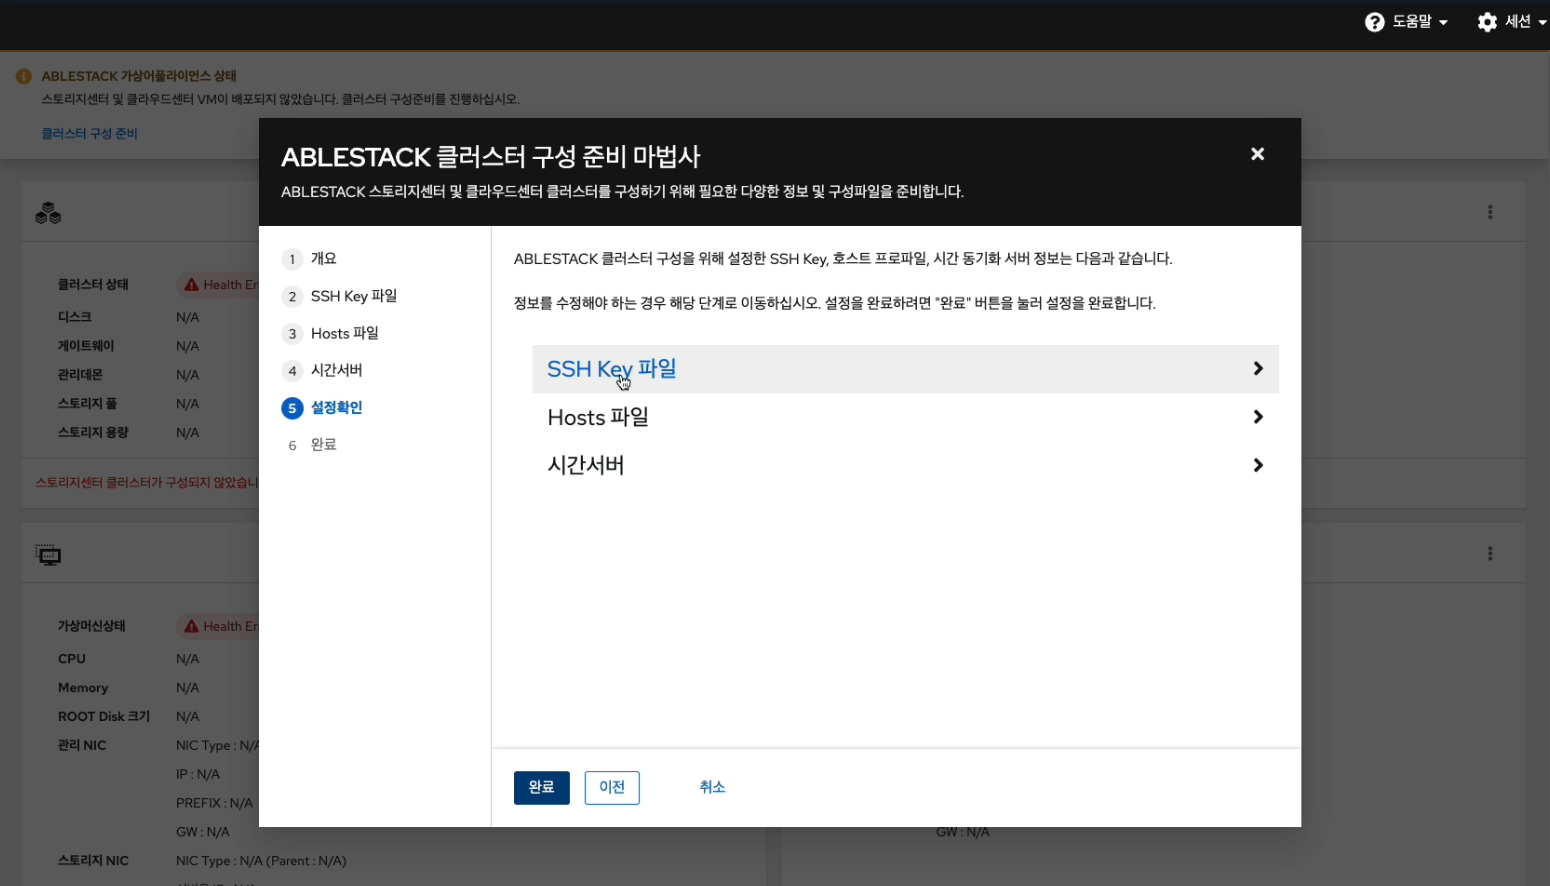 도움말
세션
ABLESTACK 가상어플라이언스 상태
스토리지센터 및 클라우드센터 VM이 배포되지 않았습니다. 클러스터 구성준비를 진행하십시오.
클러스터 구성 준비
ABLESTACK 클러스터 구성 준비 마법사
ABLESTACK 스토리지센터 및 클라우드센터 클러스터를 구성하기 위해 필요한 다양한 정보 및 구성파일을 준비합니다.
1 개요
2 SSH Key 파일
3 Hosts 파일
4 시간서버
5 설정확인
6 완료
ABLESTACK 클러스터 구성을 위해 설정한 SSH Key, 호스트 프로파일, 시간 동기화 서버 정보는 다음과 같습니다.
정보를 수정해야 하는 경우 해당 단계로 이동하십시오. 설정을 완료하려면 "완료" 버튼을 눌러 설정을 완료합니다.
SSH Key 파일
Hosts 파일
시간서버
완료
이전
취소
클러스터 상태 Health Er
디스크 N/A
게이트웨이 N/A
관리데몬 N/A
스토리지 풀 N/A
스토리지 용량 N/A
스토리지센터 클러스터가 구성되지 않았습니
가상머신상태 Health Er
CPU N/A
Memory N/A
ROOT Disk 크기 N/A
관리 NIC NIC Type : N/A
IP : N/A
PREFIX : N/A
GW : N/A
GW : N/A
스토리지 NIC NIC Type : N/A (Parent : N/A)